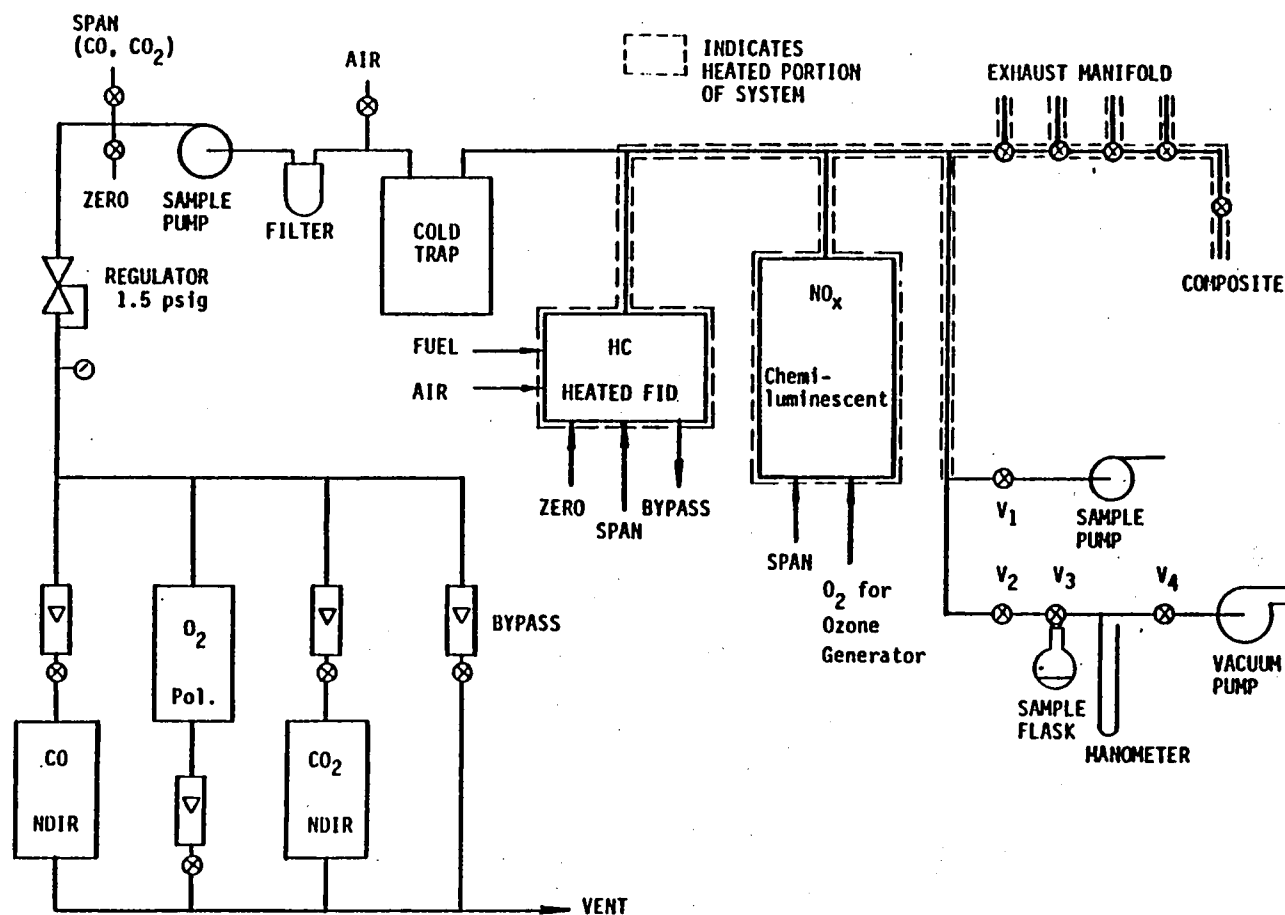 SPAN
(CO, CO₂)
AIR
INDICATES
HEATED PORTION
OF SYSTEM
EXHAUST MANIFOLD
ZERO
SAMPLE
PUMP
FILTER
COLD
TRAP
COMPOSITE
REGULATOR
1.5 psig
NOₓ
Chemi-
luminescent
FUEL
AIR
HC
HEATED FID
ZERO
SPAN
BYPASS
SPAN
O₂ for
Ozone
Generator
V₁
SAMPLE
PUMP
V₂
V₃
V₄
SAMPLE
FLASK
MANOMETER
VACUUM
PUMP
O₂
Pol.
BYPASS
CO
NDIR
CO₂
NDIR
VENT